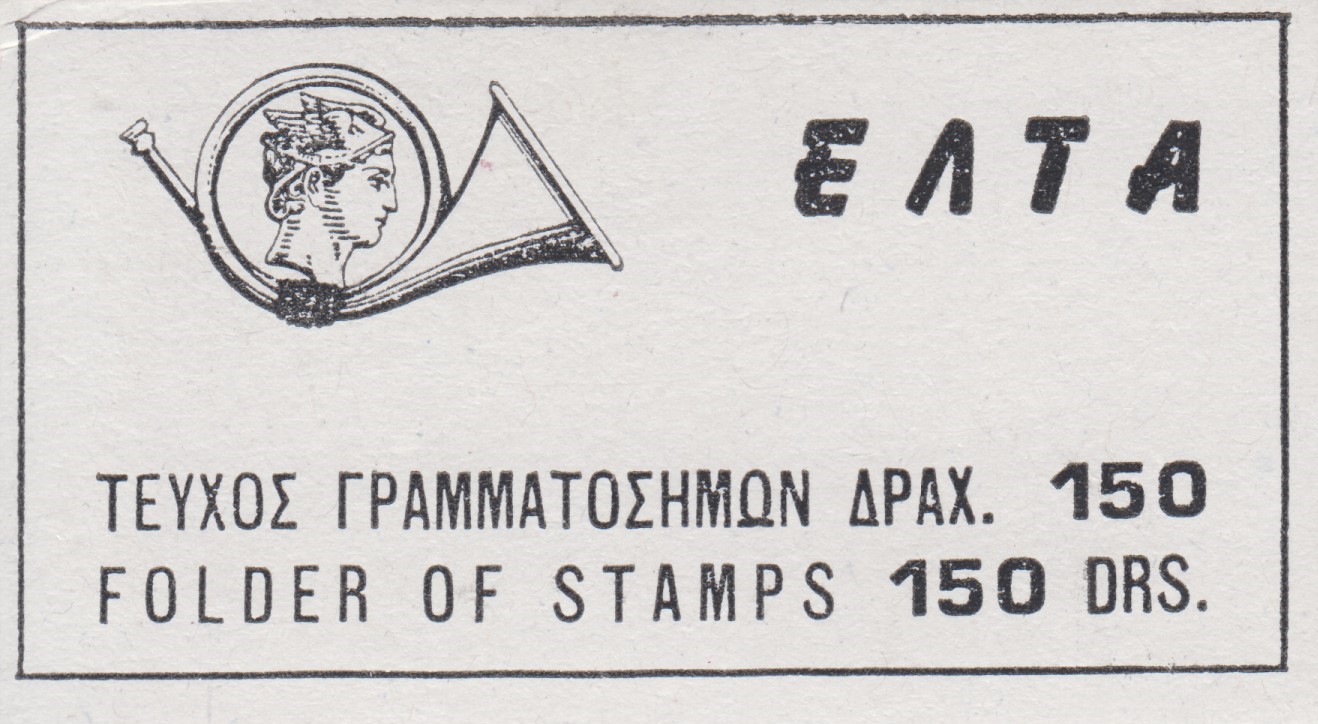 ΕΛΤΑ
ΤΕΥΧΟΣ ΓΡΑΜΜΑΤΟΣΗΜΩΝ ΔΡΑΧ. 150
FOLDER OF STAMPS 150 DRS.